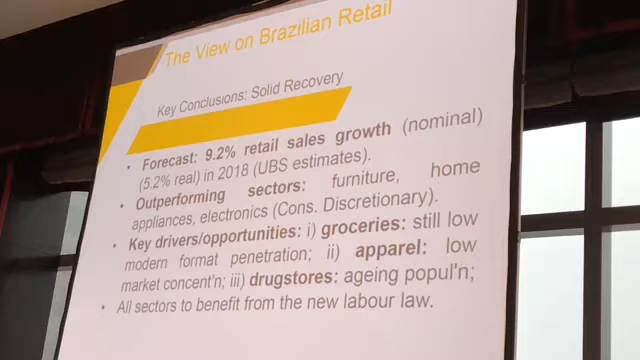 The View on Brazilian Retail
Key Conclusions: Solid Recovery
• Forecast: 9.2% retail sales growth (nominal)
(5.2% real) in 2018 (UBS estimates).
• Outperforming sectors: furniture, home
appliances, electronics (Cons. Discretionary).
• Key drivers/opportunities: i) groceries: still low
modern format penetration; ii) apparel: low
market concent'n; iii) drugstores: ageing popul'n;
• All sectors to benefit from the new labour law.